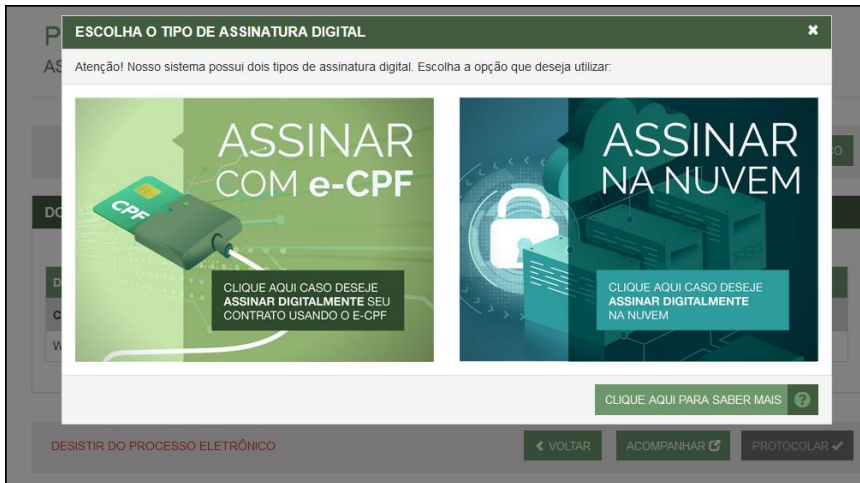 ESCOLHA O TIPO DE ASSINATURA DIGITAL
Atenção! Nosso sistema possui dois tipos de assinatura digital. Escolha a opção que deseja utilizar:
ASSINAR
COM e-CPF
CPF
CLIQUE AQUI CASO DESEJE
ASSINAR DIGITALMENTE SEU
CONTRATO USANDO O E-CPF
ASSINAR
NA NUVEM
CLIQUE AQUI CASO DESEJE
ASSINAR DIGITALMENTE
NA NUVEM
CLIQUE AQUI PARA SABER MAIS ?
DESISTIR DO PROCESSO ELETRÔNICO
VOLTAR
ACOMPANHAR
PROTOCOLAR